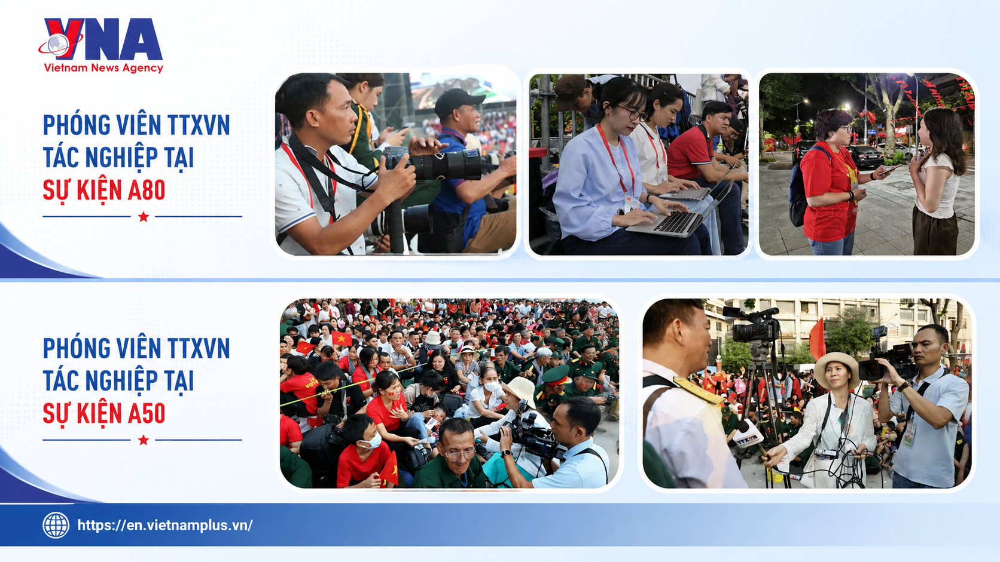 VNA
Vietnam News Agency
PHÓNG VIÊN TTXVN
TÁC NGHIỆP TẠI
SỰ KIỆN A80
PHÓNG VIÊN TTXVN
TÁC NGHIỆP TẠI
SỰ KIỆN A50
TTXVN
https://en.vietnamplus.vn/